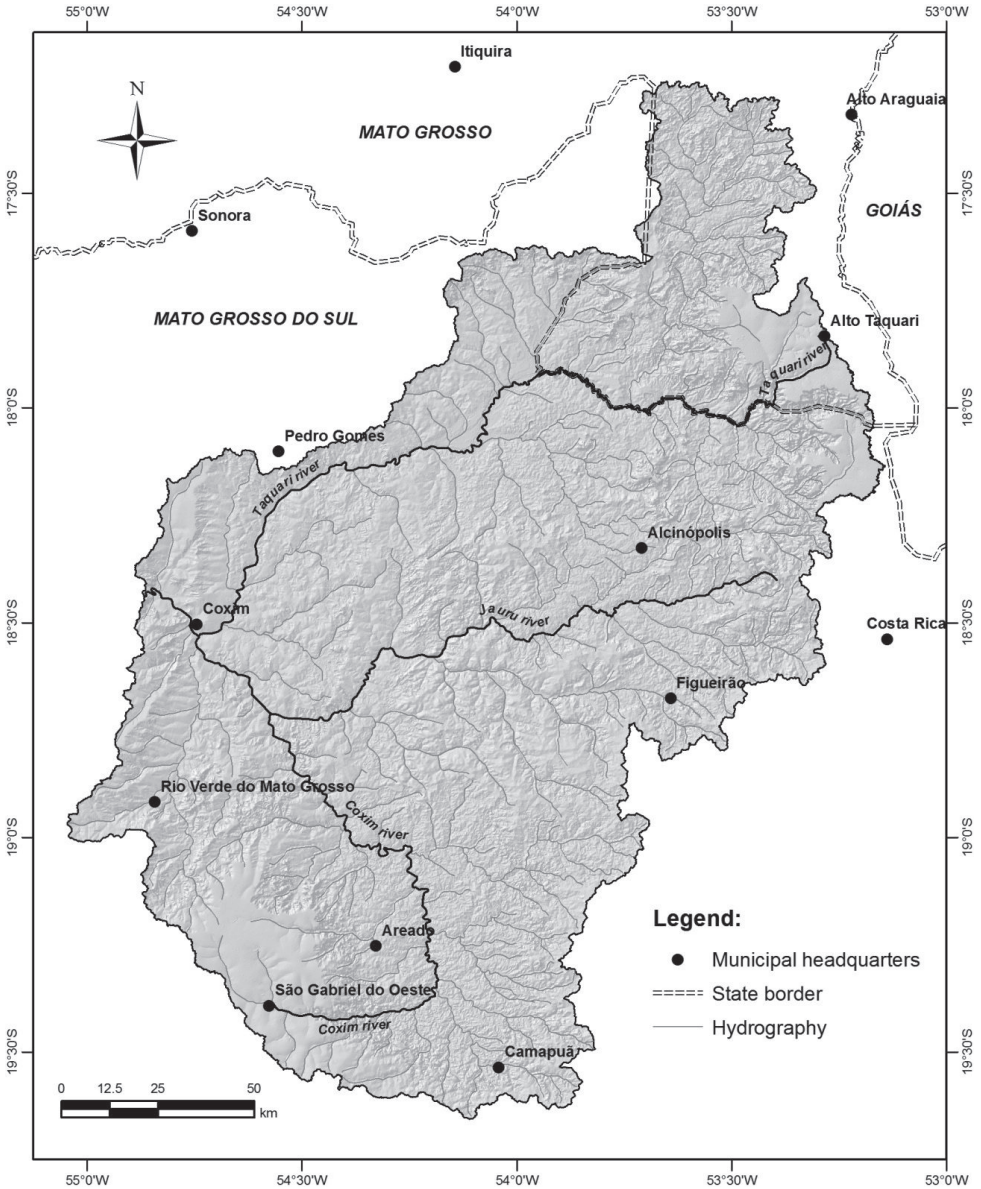 55°0'W 54°30'W 54°0'W 53°30'W 53°0'W
Itiquira
N
Alto Araguaia
MATO GROSSO
17°30'S
17°30'S
Sonora
GOIÁS
MATO GROSSO DO SUL
Alto Taquari
Taquari river
18°0'S
18°0'S
Pedro Gomes
Taquari river
Alcinópolis
Coxim
Jauru river
18°30'S
18°30'S
Costa Rica
Figueirão
Rio Verde do Mato Grosso
Coxim river
19°0'S
19°0'S
Legend:
Areado
Municipal headquarters
São Gabriel do Oeste
State border
Coxim river
Hydrography
19°30'S
19°30'S
Camapuã
0 12.5 25 50
km
55°0'W 54°30'W 54°0'W 53°30'W 53°0'W